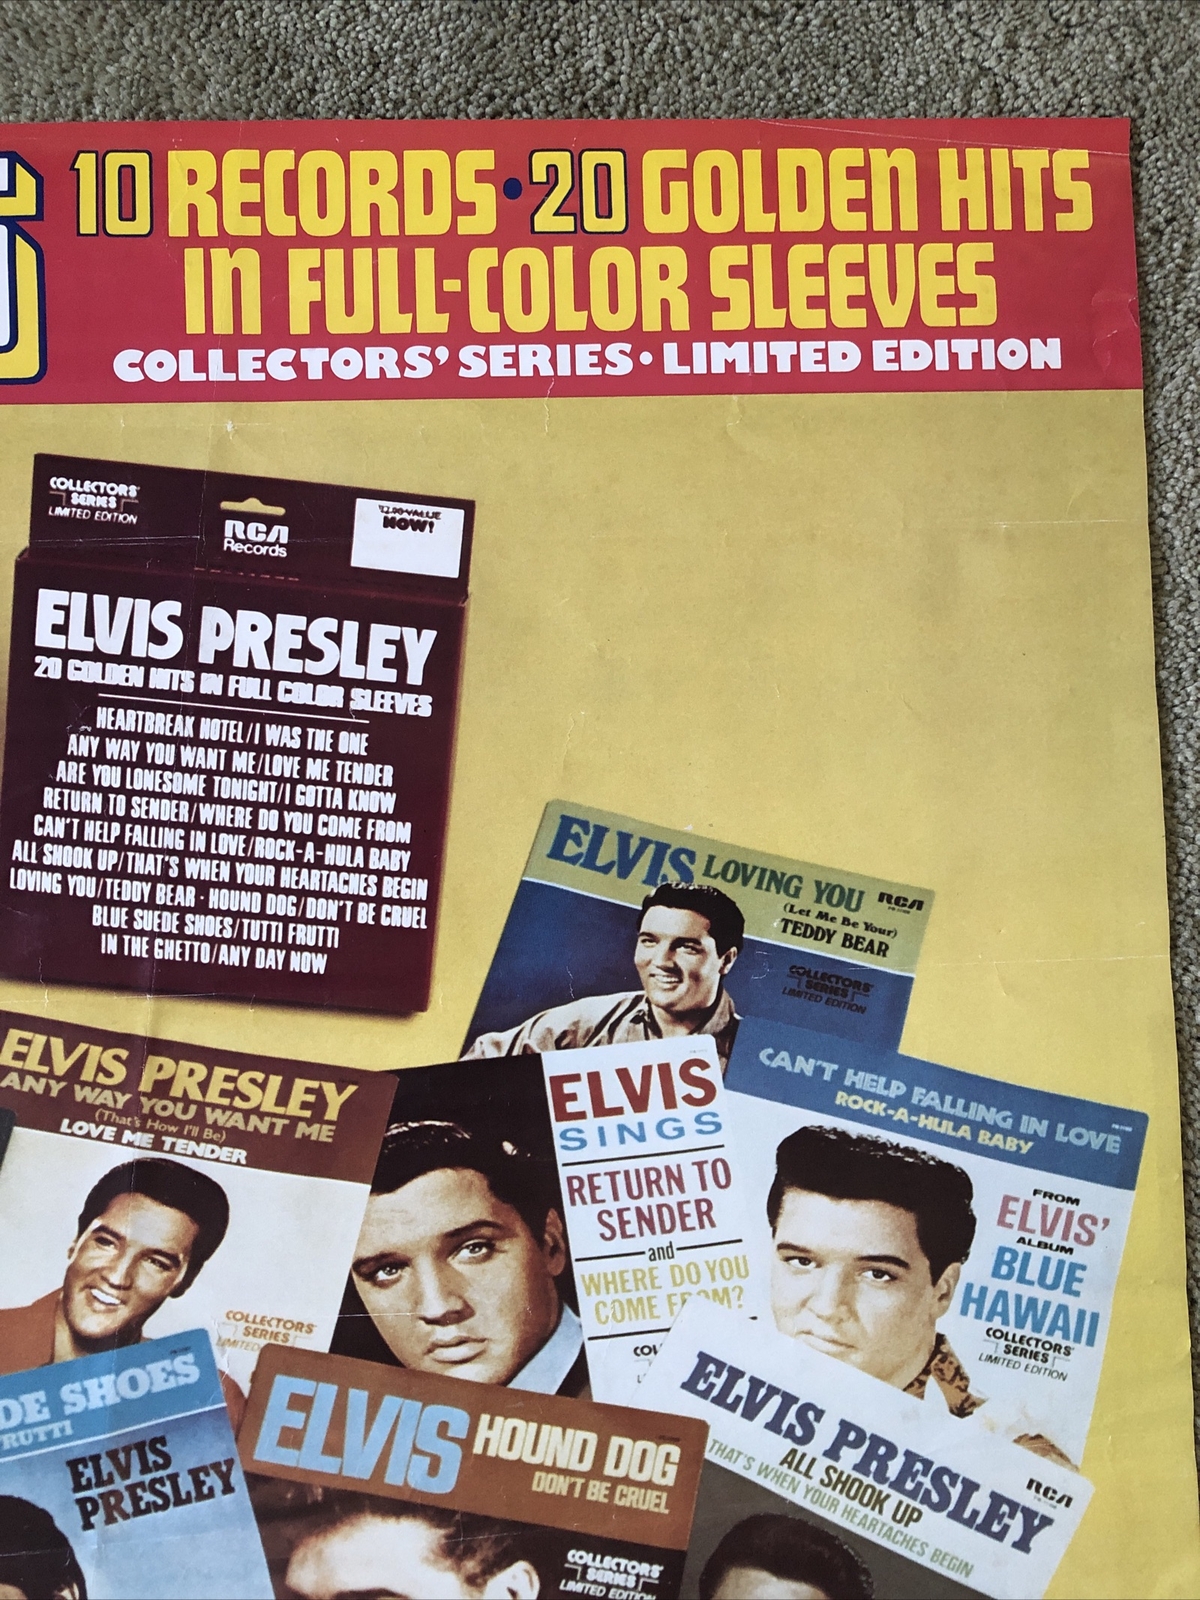 10 RECORDS • 20 GOLDEN HITS
IN FULL-COLOR SLEEVES
COLLECTORS' SERIES • LIMITED EDITION
COLLECTORS'
SERIES
LIMITED EDITION
RCA
Records
VALUE
NOW!
ELVIS PRESLEY
20 GOLDEN HITS IN FULL COLOR SLEEVES
HEARTBREAK HOTEL/I WAS THE ONE
ANY WAY YOU WANT ME/LOVE ME TENDER
ARE YOU LONESOME TONIGHT/I GOTTA KNOW
RETURN TO SENDER/WHERE DO YOU COME FROM
CAN'T HELP FALLING IN LOVE/ROCK-A-HULA BABY
ALL SHOOK UP/THAT'S WHEN YOUR HEARTACHES BEGIN
LOVING YOU/TEDDY BEAR · HOUND DOG/DON'T BE CRUEL
BLUE SUEDE SHOES/TUTTI FRUTTI
IN THE GHETTO/ANY DAY NOW
ELVIS LOVING YOU
(Let Me Be Your)
TEDDY BEAR
RCA
COLLECTORS'
SERIES
LIMITED EDITION
ELVIS PRESLEY
ANY WAY YOU WANT ME
(That's How I'll Be)
LOVE ME TENDER
COLLECTORS'
SERIES
LIMITED
ELVIS
SINGS
RETURN TO
SENDER
and
WHERE DO YOU
COME FROM?
COL
CAN'T HELP FALLING IN LOVE
ROCK-A-HULA BABY
FROM
ELVIS'
ALBUM
BLUE
HAWAII
COLLECTORS'
SERIES
LIMITED EDITION
DE SHOES
RUTTI
ELVIS
PRESLEY
ELVIS HOUND DOG
DON'T BE CRUEL
COLLECTORS'
SERIES
LIMITED EDITION
ELVIS PRESLEY
ALL SHOOK UP
THAT'S WHEN YOUR HEARTACHES BEGIN
RCA